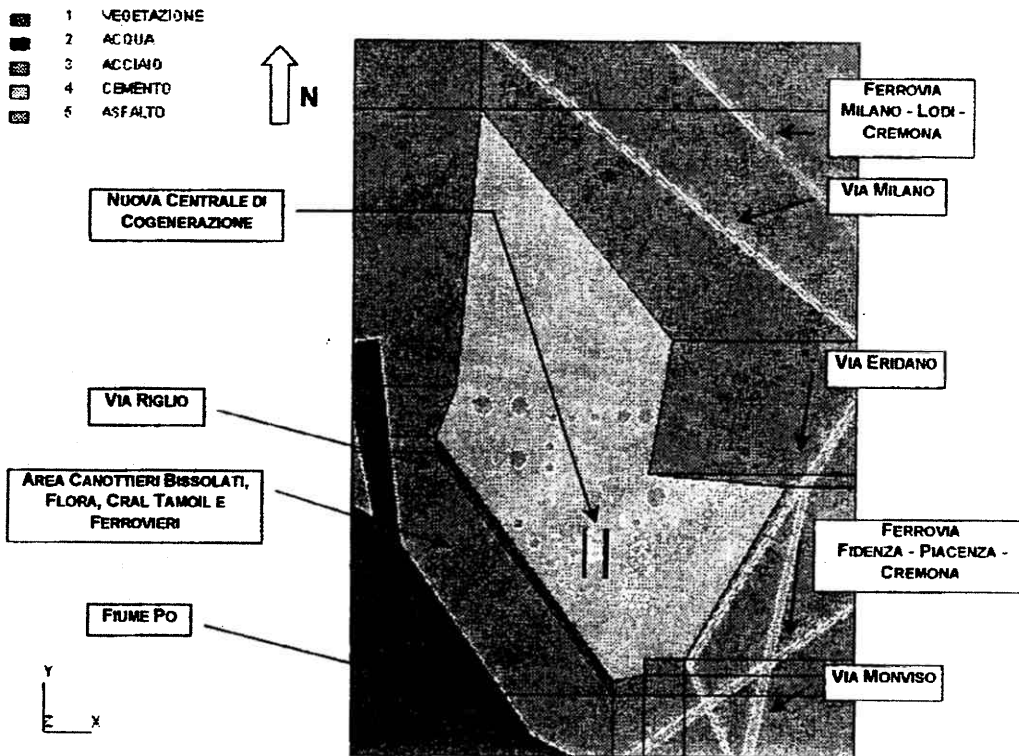 1 VEGETAZIONE
2 ACQUA
3 ACCIAIO
4 CEMENTO
5 ASFALTO
N
FERROVIA
MILANO - LODI -
CREMONA
VIA MILANO
NUOVA CENTRALE DI
COGENERAZIONE
VIA ERIDANO
VIA RIGLIO
AREA CANOTTIERI BISSOLATI,
FLORA, CRAL TAMOIL E
FERROVIERI
FERROVIA
FIDENZA - PIACENZA -
CREMONA
FIUME PO
VIA MONVISO
Y
Z X